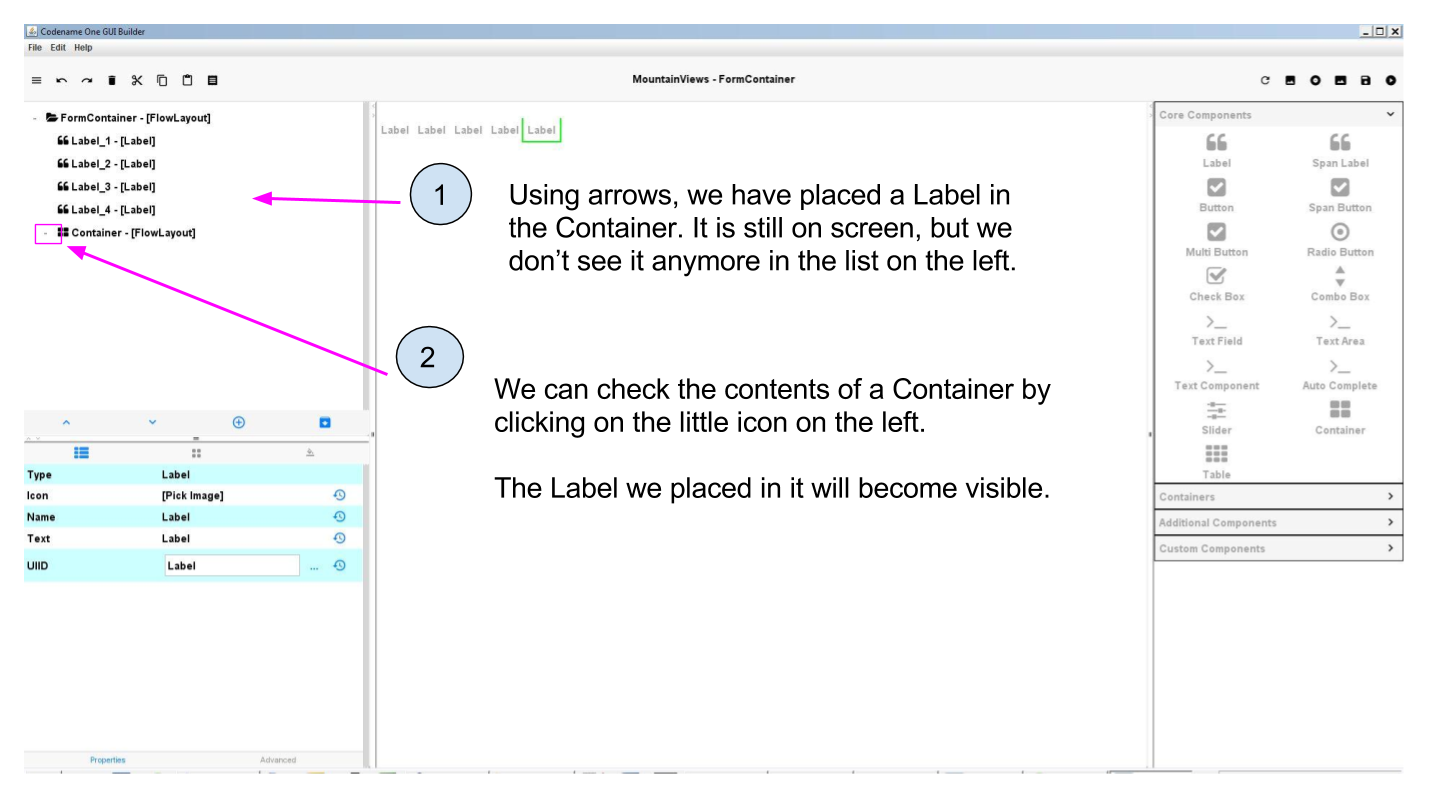 Codename One GUI Builder
File Edit Help
MountainViews - FormContainer
- FormContainer - [FlowLayout]
Label_1 - [Label]
Label_2 - [Label]
Label_3 - [Label]
Label_4 - [Label]
- Container - [FlowLayout]
Label Label Label Label Label
1
Using arrows, we have placed a Label in
the Container. It is still on screen, but we
don’t see it anymore in the list on the left.
2
We can check the contents of a Container by
clicking on the little icon on the left.
The Label we placed in it will become visible.
Type Label
Icon [Pick Image]
Name Label
Text Label
UIID Label ...
Properties Advanced
Core Components
Label Span Label
Button Span Button
Multi Button Radio Button
Check Box Combo Box
Text Field Text Area
Text Component Auto Complete
Slider Container
Table
Containers
Additional Components
Custom Components